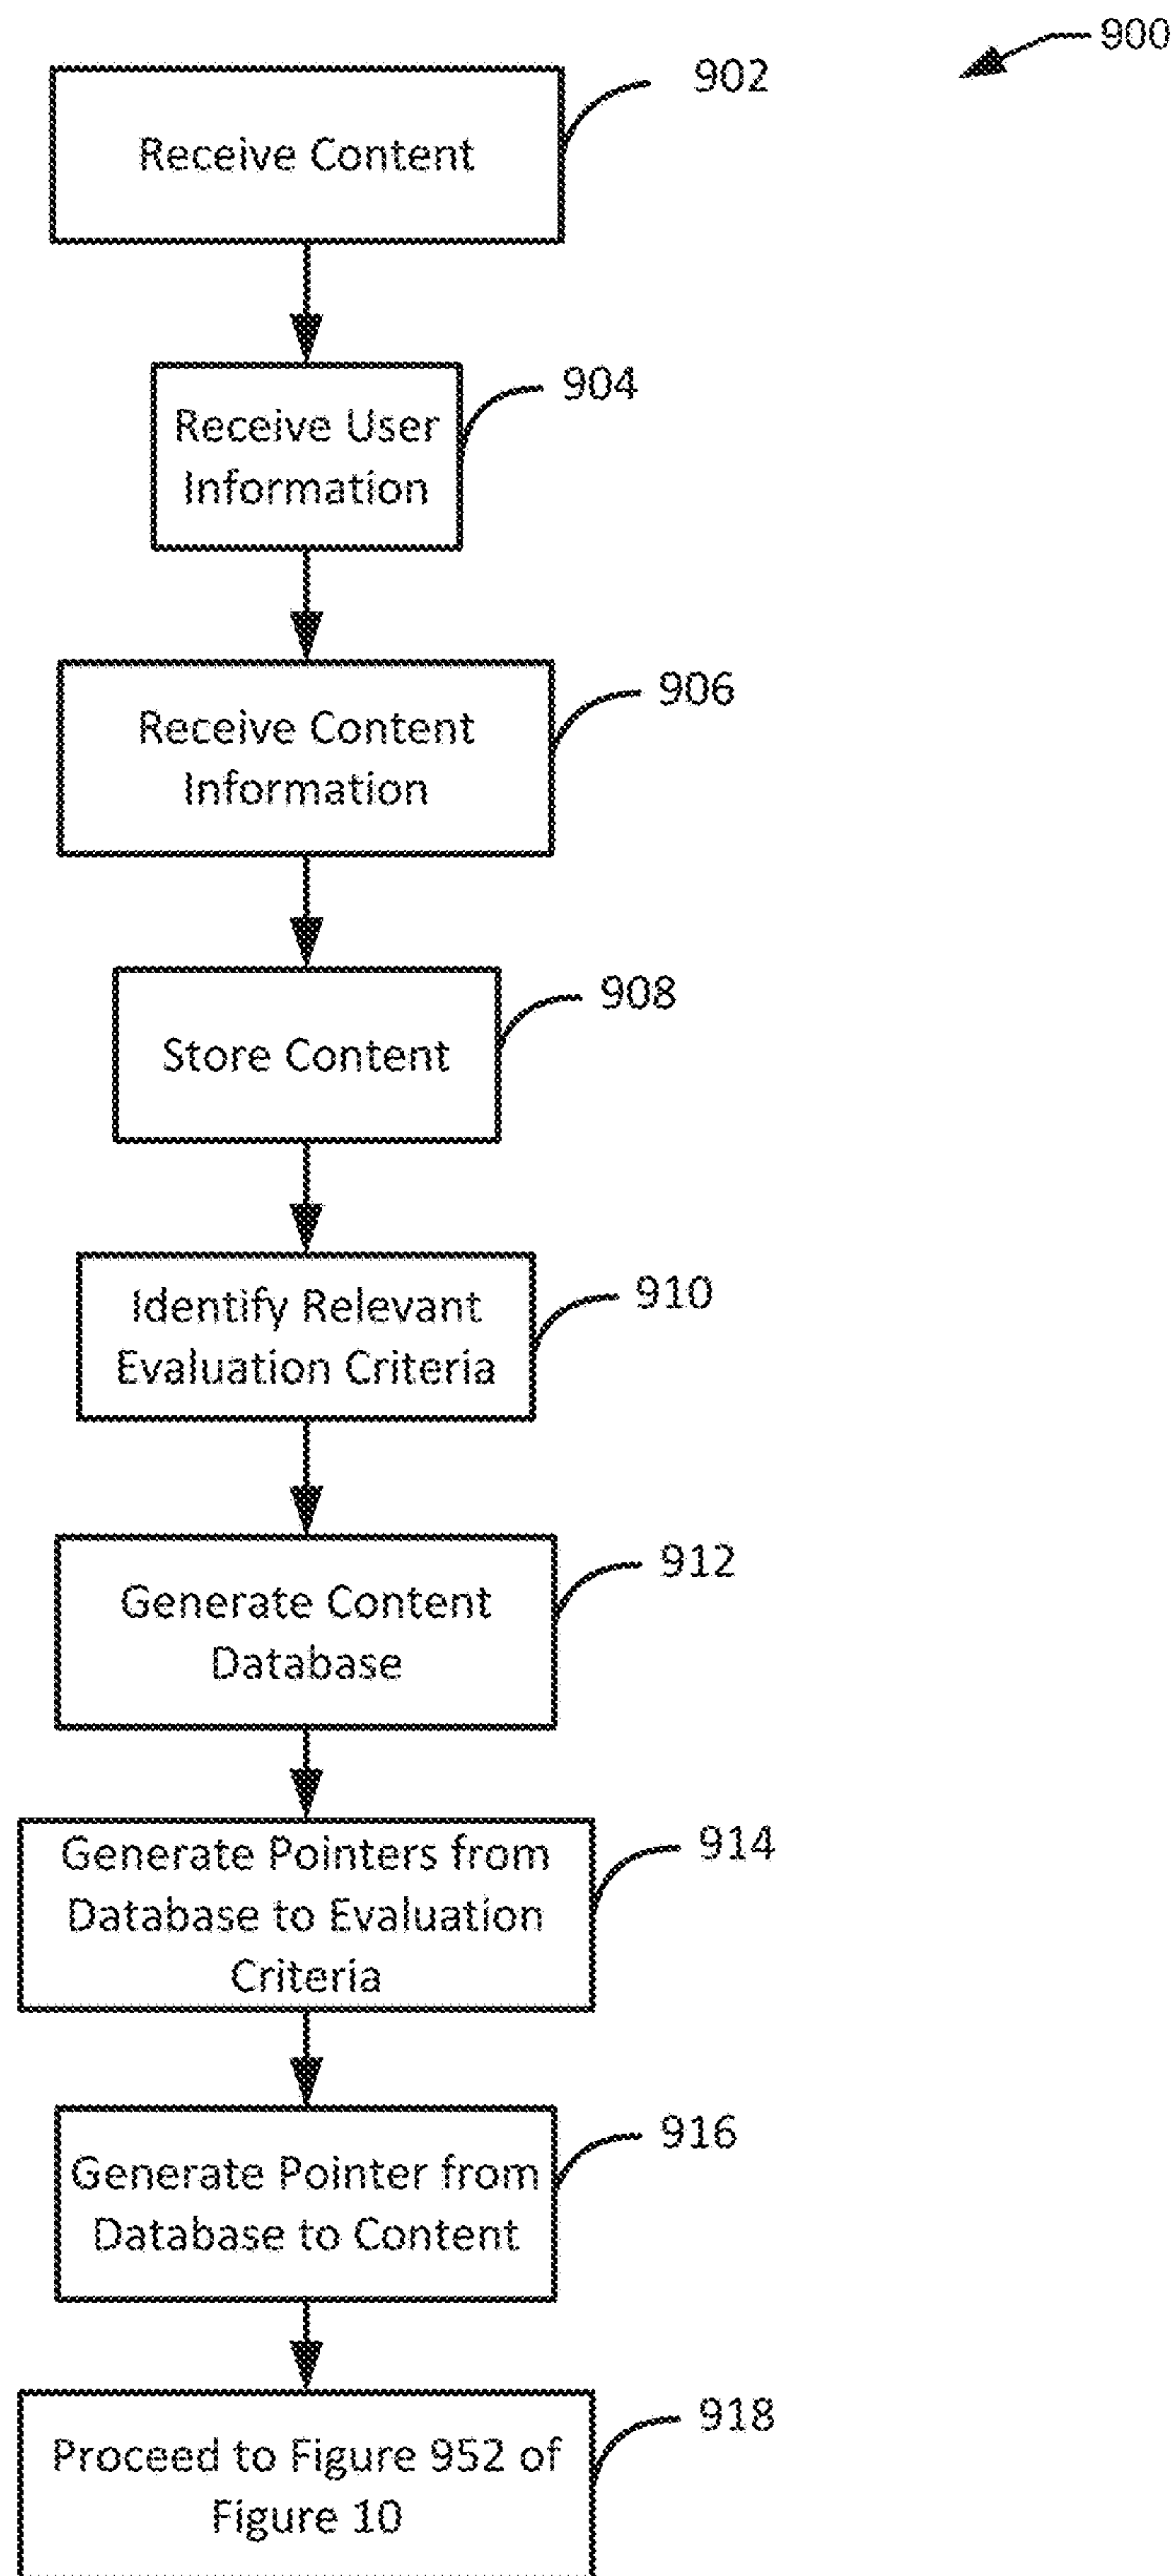 900
902
Receive Content
904
Receive User
Information
906
Receive Content
Information
908
Store Content
910
Identify Relevant
Evaluation Criteria
912
Generate Content
Database
914
Generate Pointers from
Database to Evaluation
Criteria
916
Generate Pointer from
Database to Content
918
Proceed to Figure 952 of
Figure 10